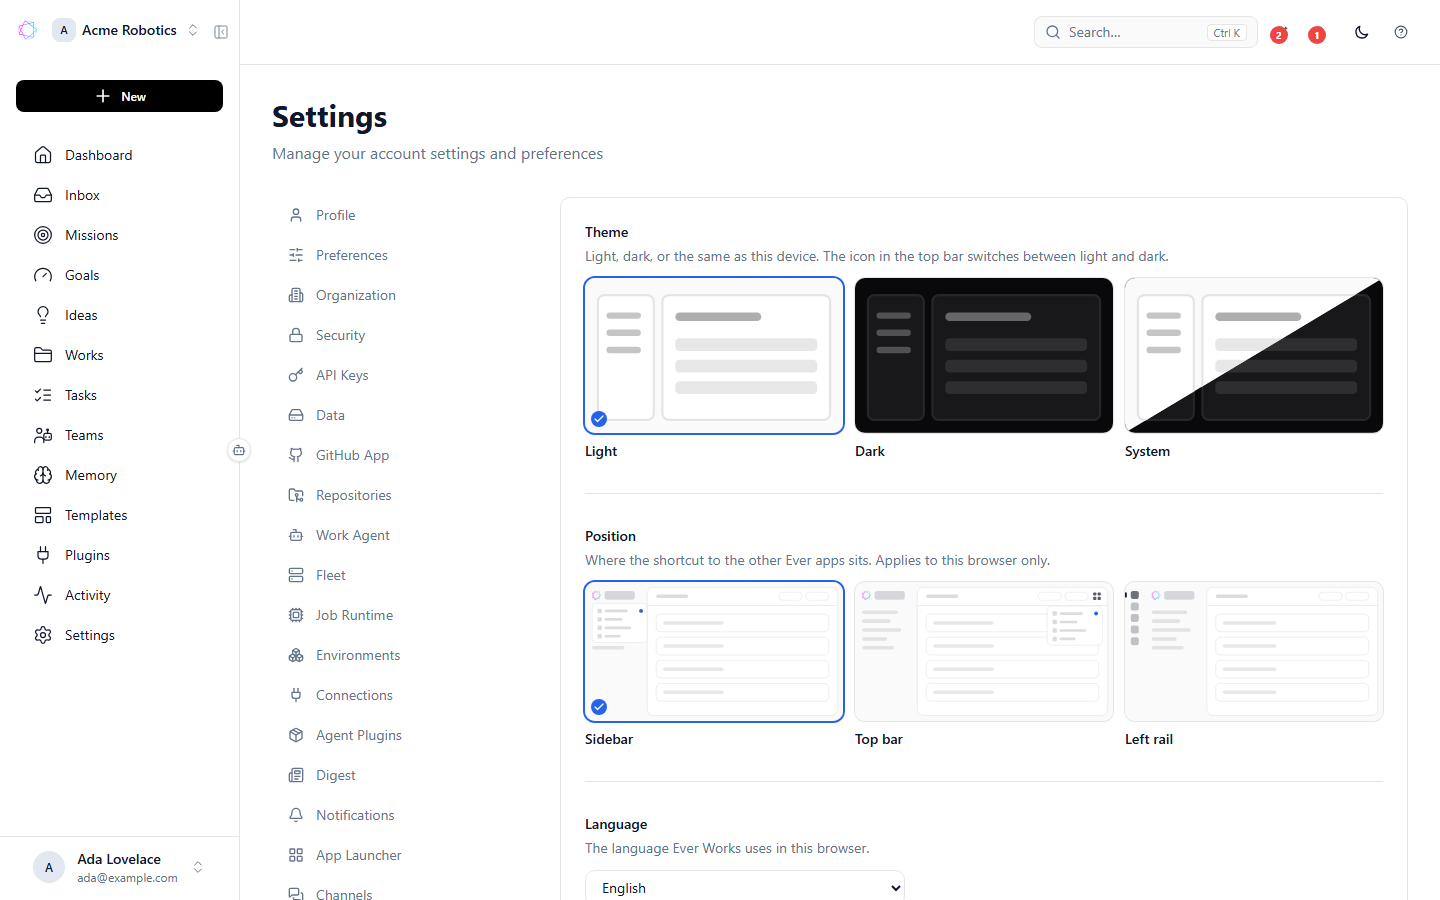 A
Acme Robotics
Search...
Ctrl K
2
1
New
Dashboard
Inbox
Missions
Goals
Ideas
Works
Tasks
Teams
Memory
Templates
Plugins
Activity
Settings
A
Ada Lovelace
ada@example.com
Settings
Manage your account settings and preferences
Profile
Preferences
Organization
Security
API Keys
Data
GitHub App
Repositories
Work Agent
Fleet
Job Runtime
Environments
Connections
Agent Plugins
Digest
Notifications
App Launcher
Channels
Theme
Light, dark, or the same as this device. The icon in the top bar switches between light and dark.
Light
Dark
System
Position
Where the shortcut to the other Ever apps sits. Applies to this browser only.
Sidebar
Top bar
Left rail
Language
The language Ever Works uses in this browser.
English